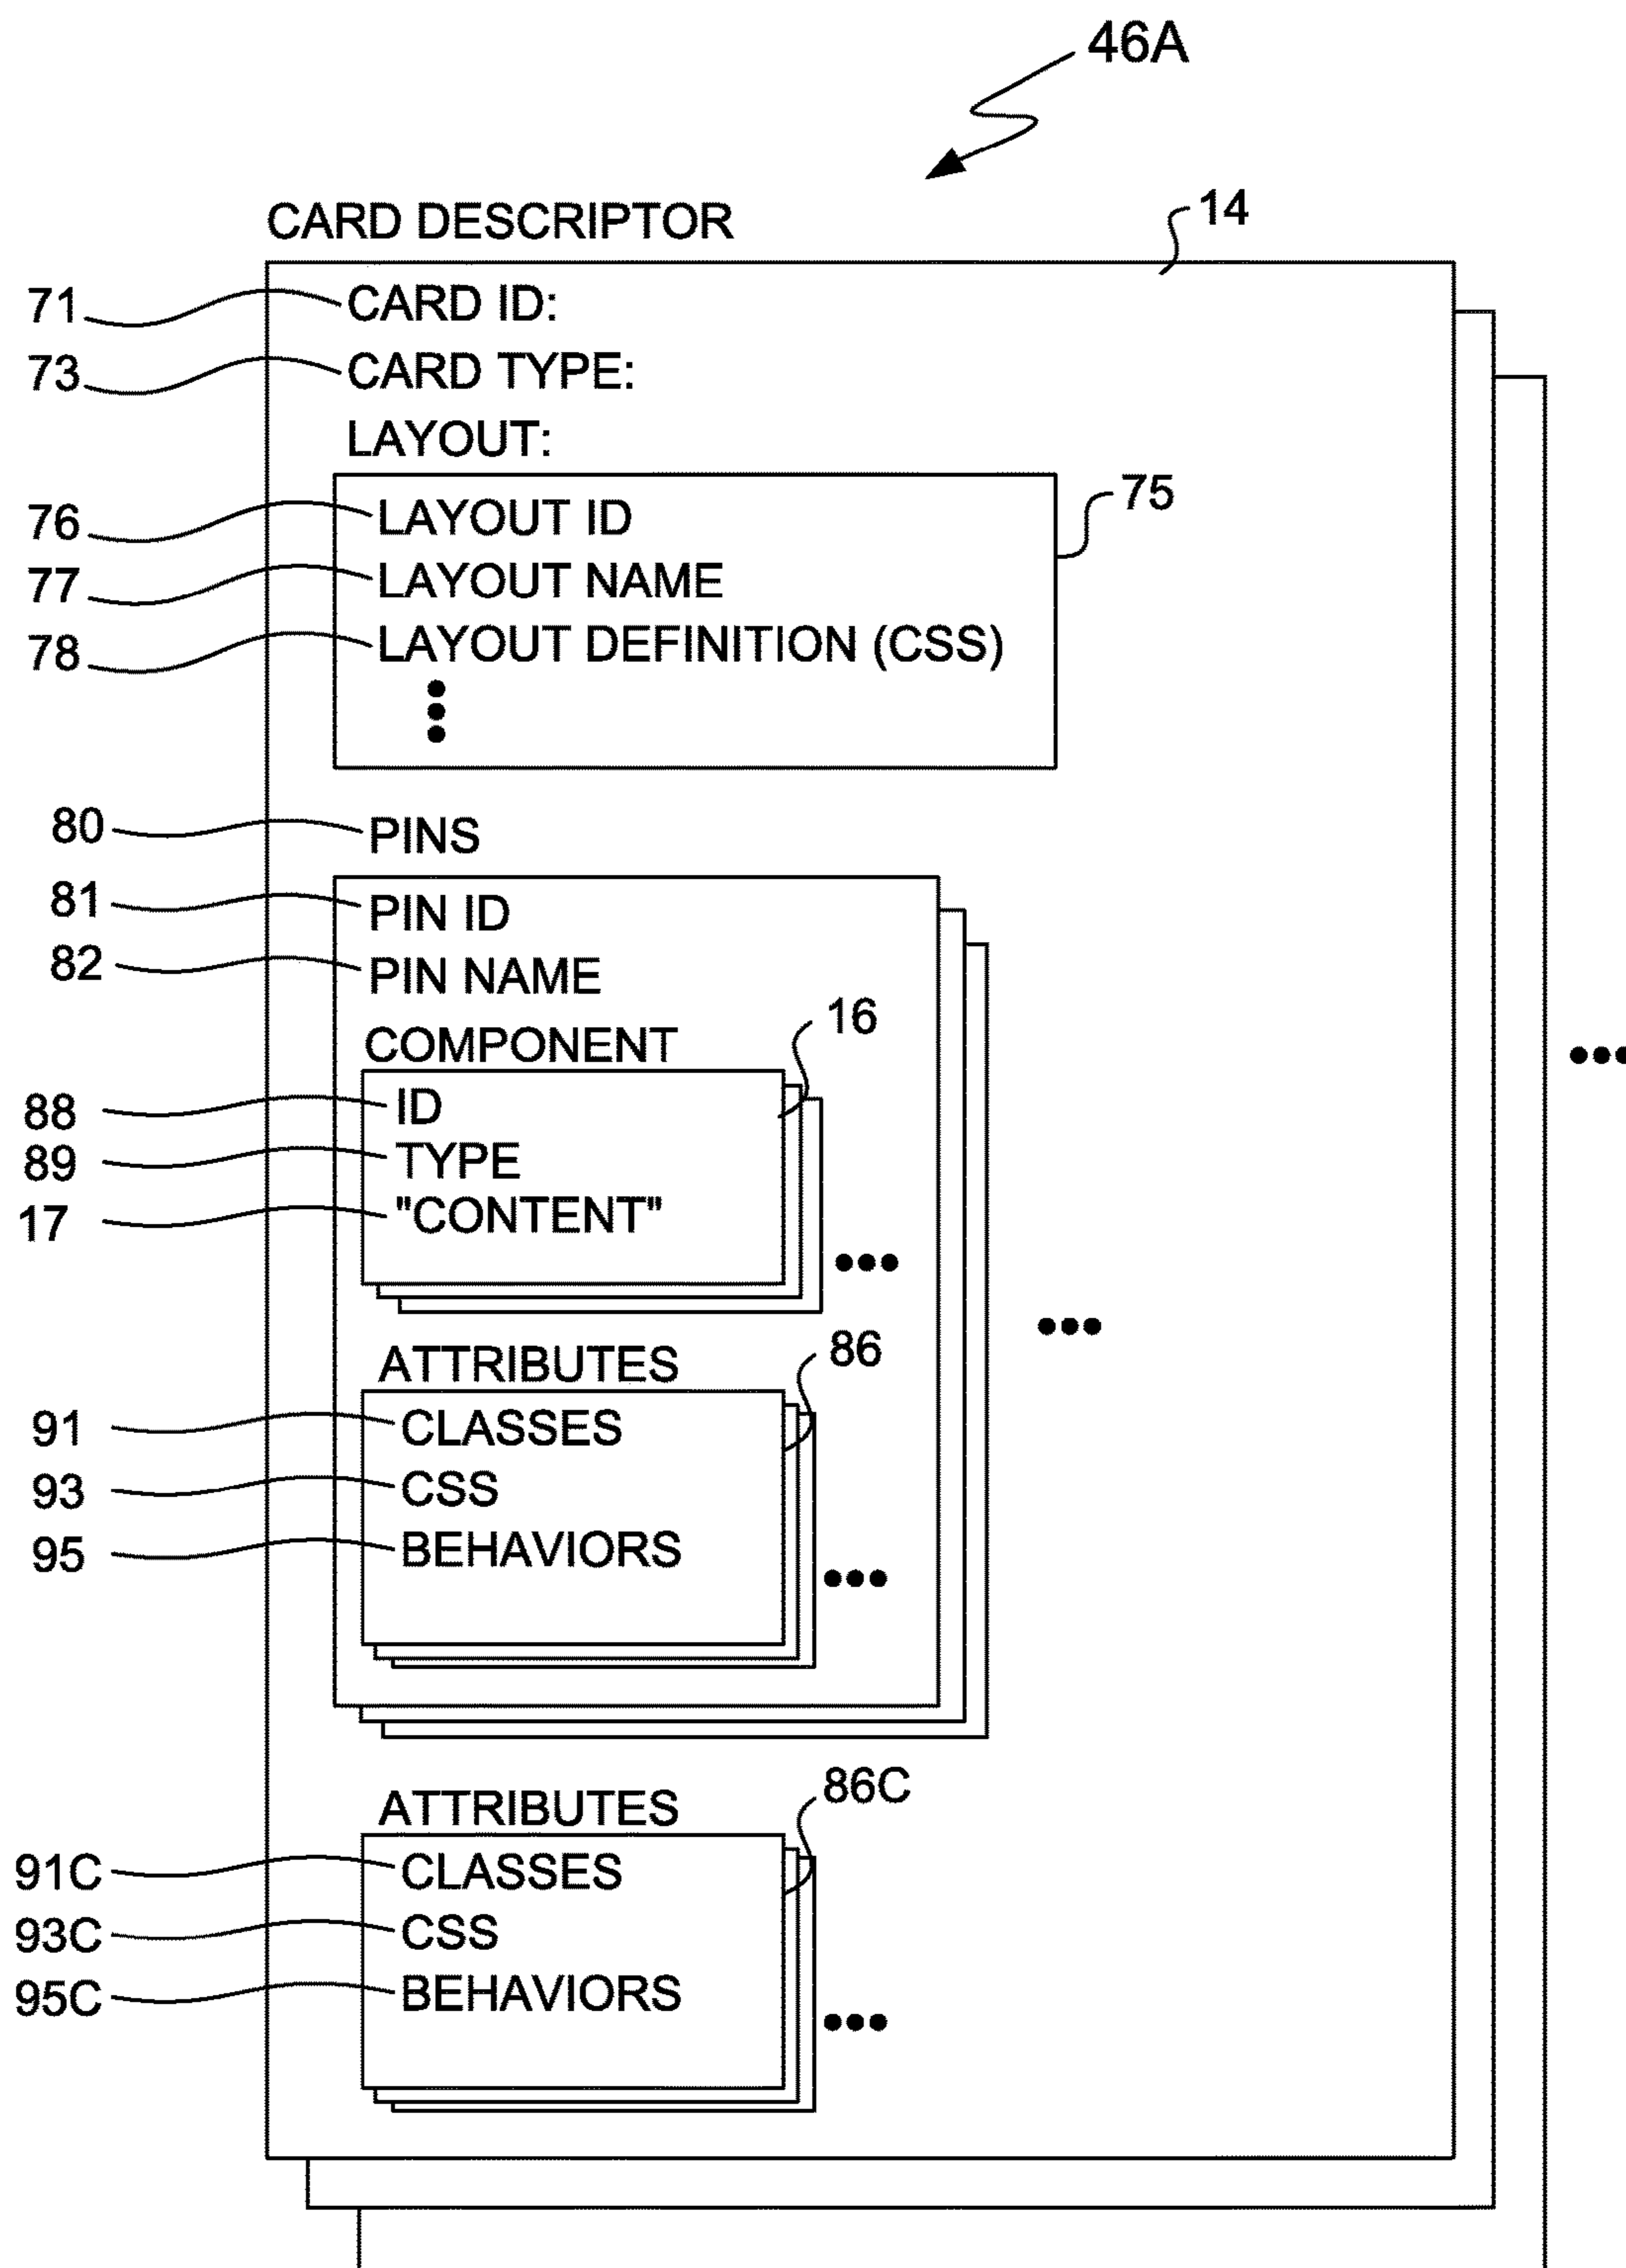 46A
CARD DESCRIPTOR
14
71 CARD ID:
73 CARD TYPE:
LAYOUT:
75
76 LAYOUT ID
77 LAYOUT NAME
78 LAYOUT DEFINITION (CSS)
80 PINS
81 PIN ID
82 PIN NAME
16
COMPONENT
88 ID
89 TYPE
17 "CONTENT"
86
ATTRIBUTES
91 CLASSES
93 CSS
95 BEHAVIORS
86C
ATTRIBUTES
91C CLASSES
93C CSS
95C BEHAVIORS